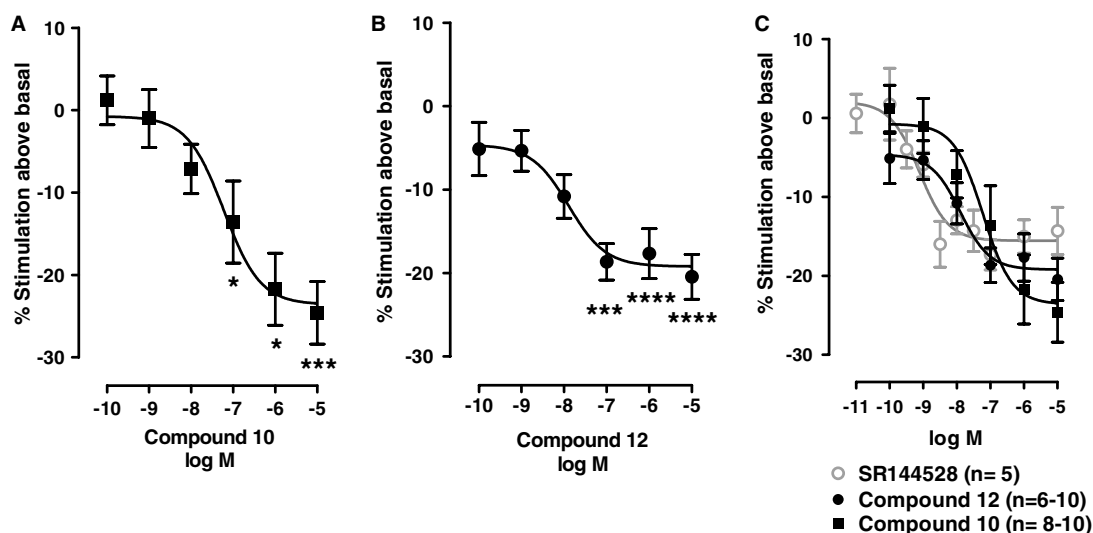 A
% Stimulation above basal
10
0
-10
-20
-30
*
*
***
-10 -9 -8 -7 -6 -5
Compound 10
log M
B
% Stimulation above basal
10
0
-10
-20
-30
***
****
****
-10 -9 -8 -7 -6 -5
Compound 12
log M
C
% Stimulation above basal
10
0
-10
-20
-30
-11 -10 -9 -8 -7 -6 -5
log M
SR144528 (n= 5)
Compound 12 (n=6-10)
Compound 10 (n= 8-10)